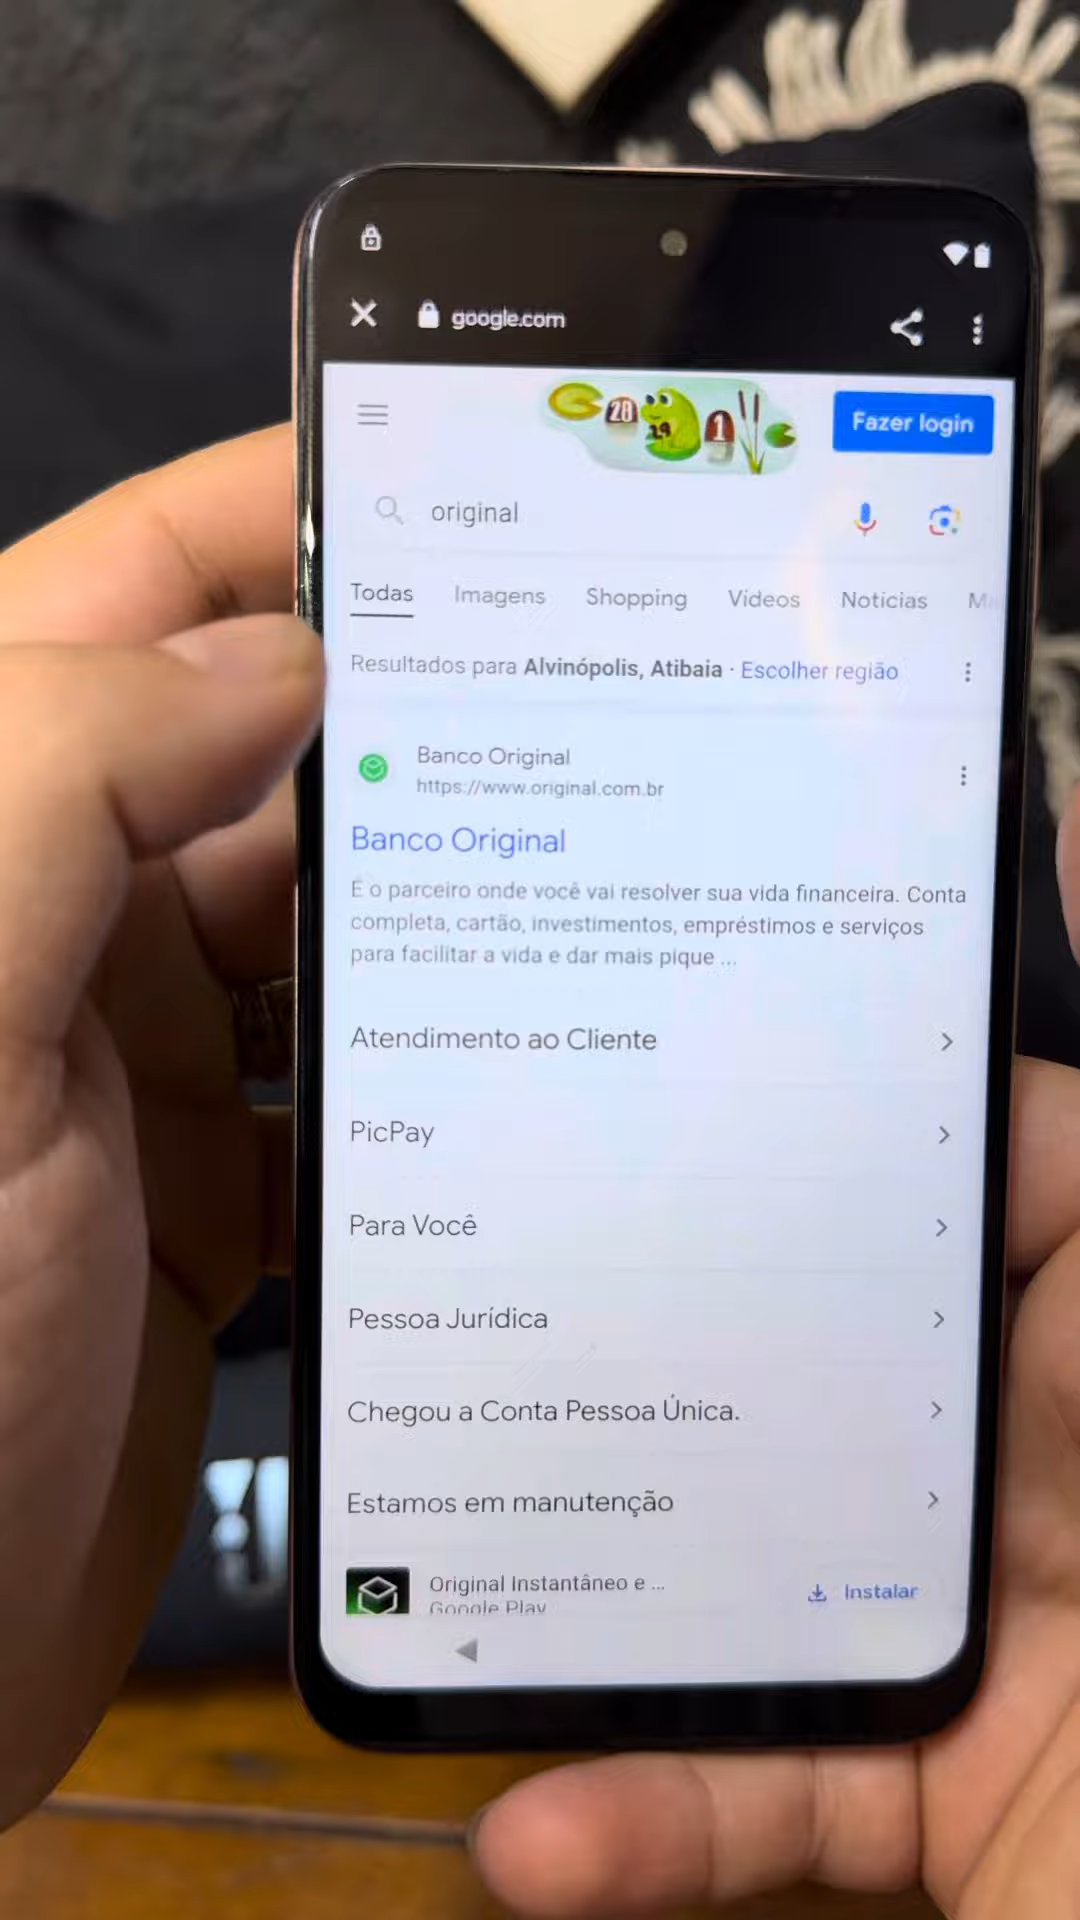 google.com
28
29
1
Fazer login
original
Todas Imagens Shopping Vídeos Notícias
Resultados para Alvinópolis, Atibaia · Escolher região
Banco Original
https://www.original.com.br
Banco Original
É o parceiro onde você vai resolver sua vida financeira. Conta
completa, cartão, investimentos, empréstimos e serviços
para facilitar a vida e dar mais pique ...
Atendimento ao Cliente
PicPay
Para Você
Pessoa Jurídica
Chegou a Conta Pessoa Única.
Estamos em manutenção
Original Instantâneo e ...
Google Play
Instalar